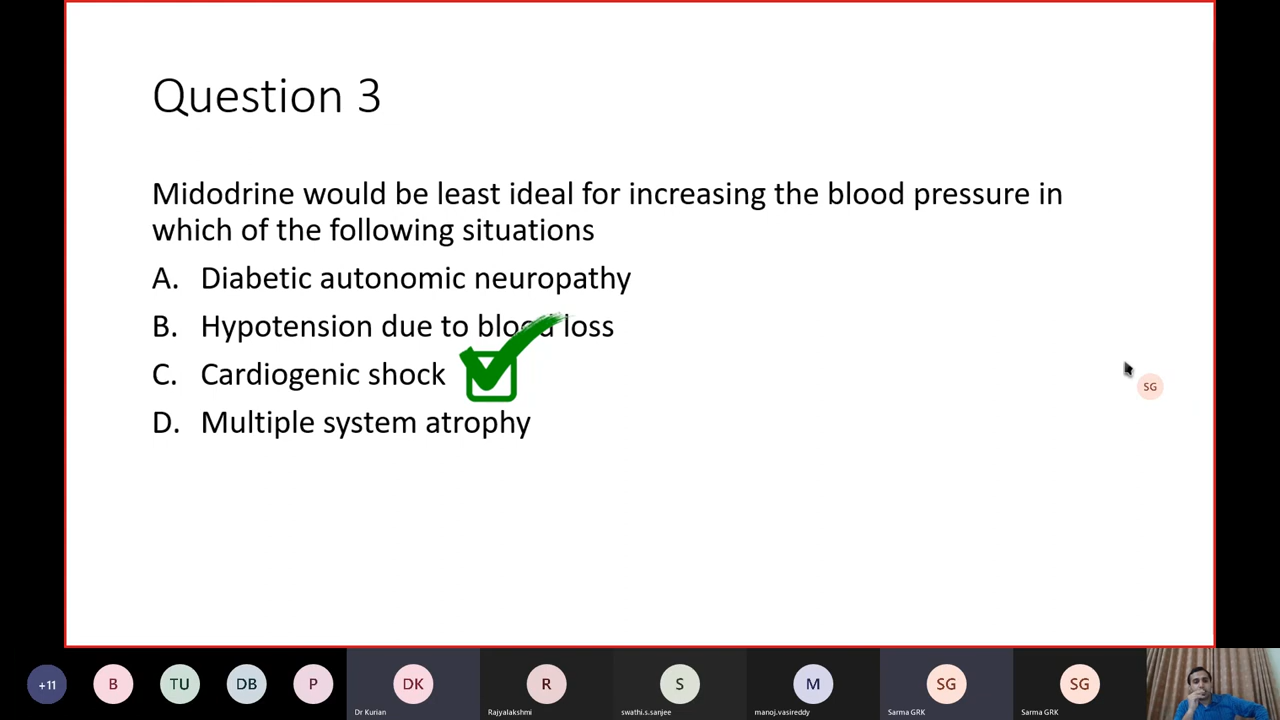 Question 3
Midodrine would be least ideal for increasing the blood pressure in
which of the following situations
A. Diabetic autonomic neuropathy
B. Hypotension due to blood loss
C. Cardiogenic shock
D. Multiple system atrophy
SG
+11
B
TU
DB
P
DK
R
S
M
SG
SG
Dr Kurian
Rajyalakshmi
swathi.s.sanjee
manoj.vasireddy
Sarma GRK
Sarma GRK